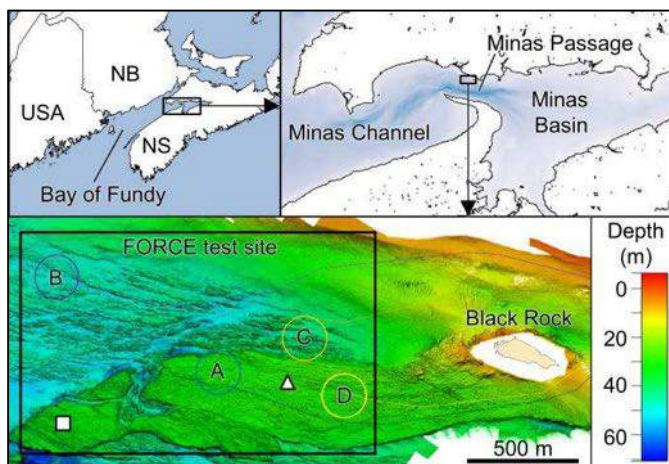 NB
USA
NS
Bay of Fundy
Minas Passage
Minas Channel
Minas
Basin
FORCE test site
B
C
A
D
Black Rock
500 m
Depth
(m)
0
20
40
60